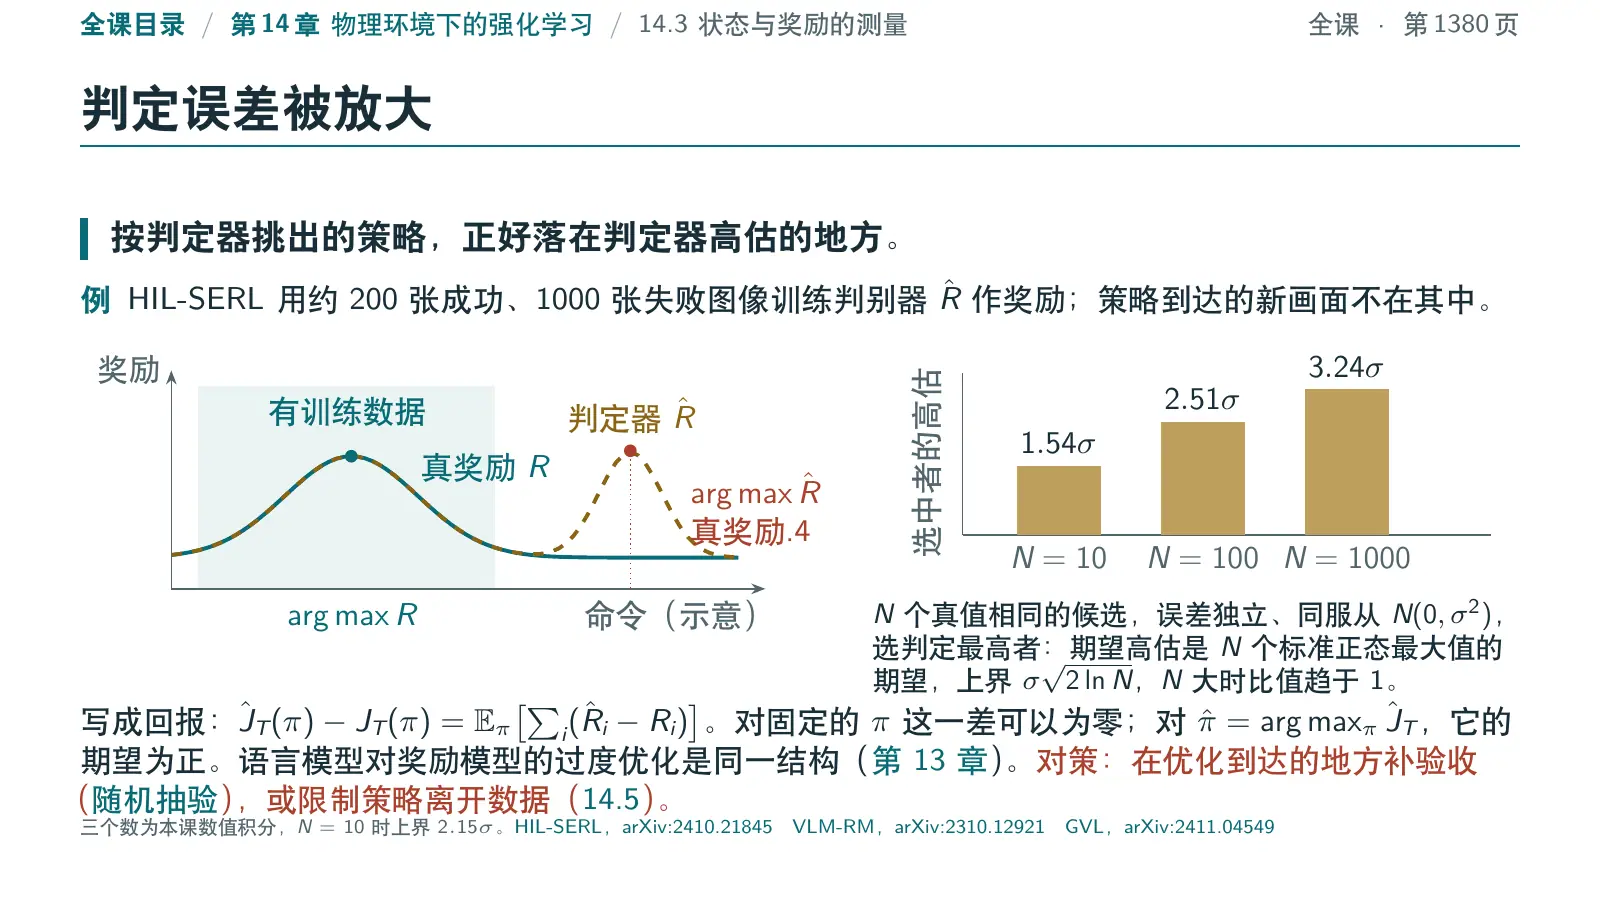 全课目录 / 第 14 章 物理环境下的强化学习 / 14.3 状态与奖励的测量
全课 · 第 1380 页
判定误差被放大
按判定器挑出的策略，正好落在判定器高估的地方。
例 HIL-SERL 用约 200 张成功、1000 张失败图像训练判别器 R̂ 作奖励；策略到达的新画面不在其中。
奖励
有训练数据
判定器 R̂
真奖励 R
arg max R̂
真奖励.4
arg max R
命令（示意）
选中者的高估
1.54σ
2.51σ
3.24σ
N = 10
N = 100
N = 1000
N 个真值相同的候选，误差独立、同服从 N(0, σ²)，
选判定最高者：期望高估是 N 个标准正态最大值的
期望，上界 σ√(2 ln N)，N 大时比值趋于 1。
写成回报：Ĵ_T(π) − J_T(π) = 𝔼_π[∑_i(R̂_i − R_i)]。对固定的 π 这一差可以为零；对 π̂ = arg max_π Ĵ_T，它的
期望为正。语言模型对奖励模型的过度优化是同一结构（第 13 章）。对策：在优化到达的地方补验收
（随机抽验），或限制策略离开数据（14.5）。
三个数为本课数值积分，N = 10 时上界 2.15σ。HIL-SERL，arXiv:2410.21845 VLM-RM，arXiv:2310.12921 GVL，arXiv:2411.04549